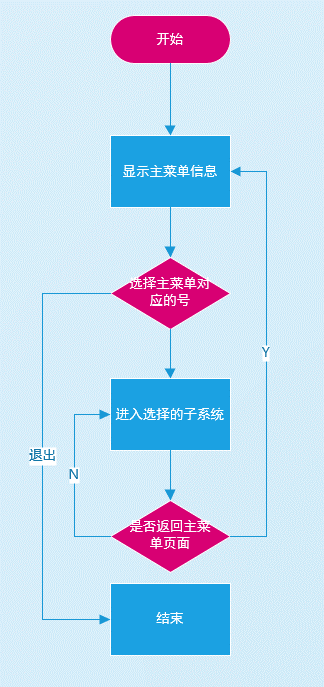 开始
显示主菜单信息
选择主菜单对
应的号
Y
进入选择的子系统
退出
N
是否返回主菜
单页面
结束